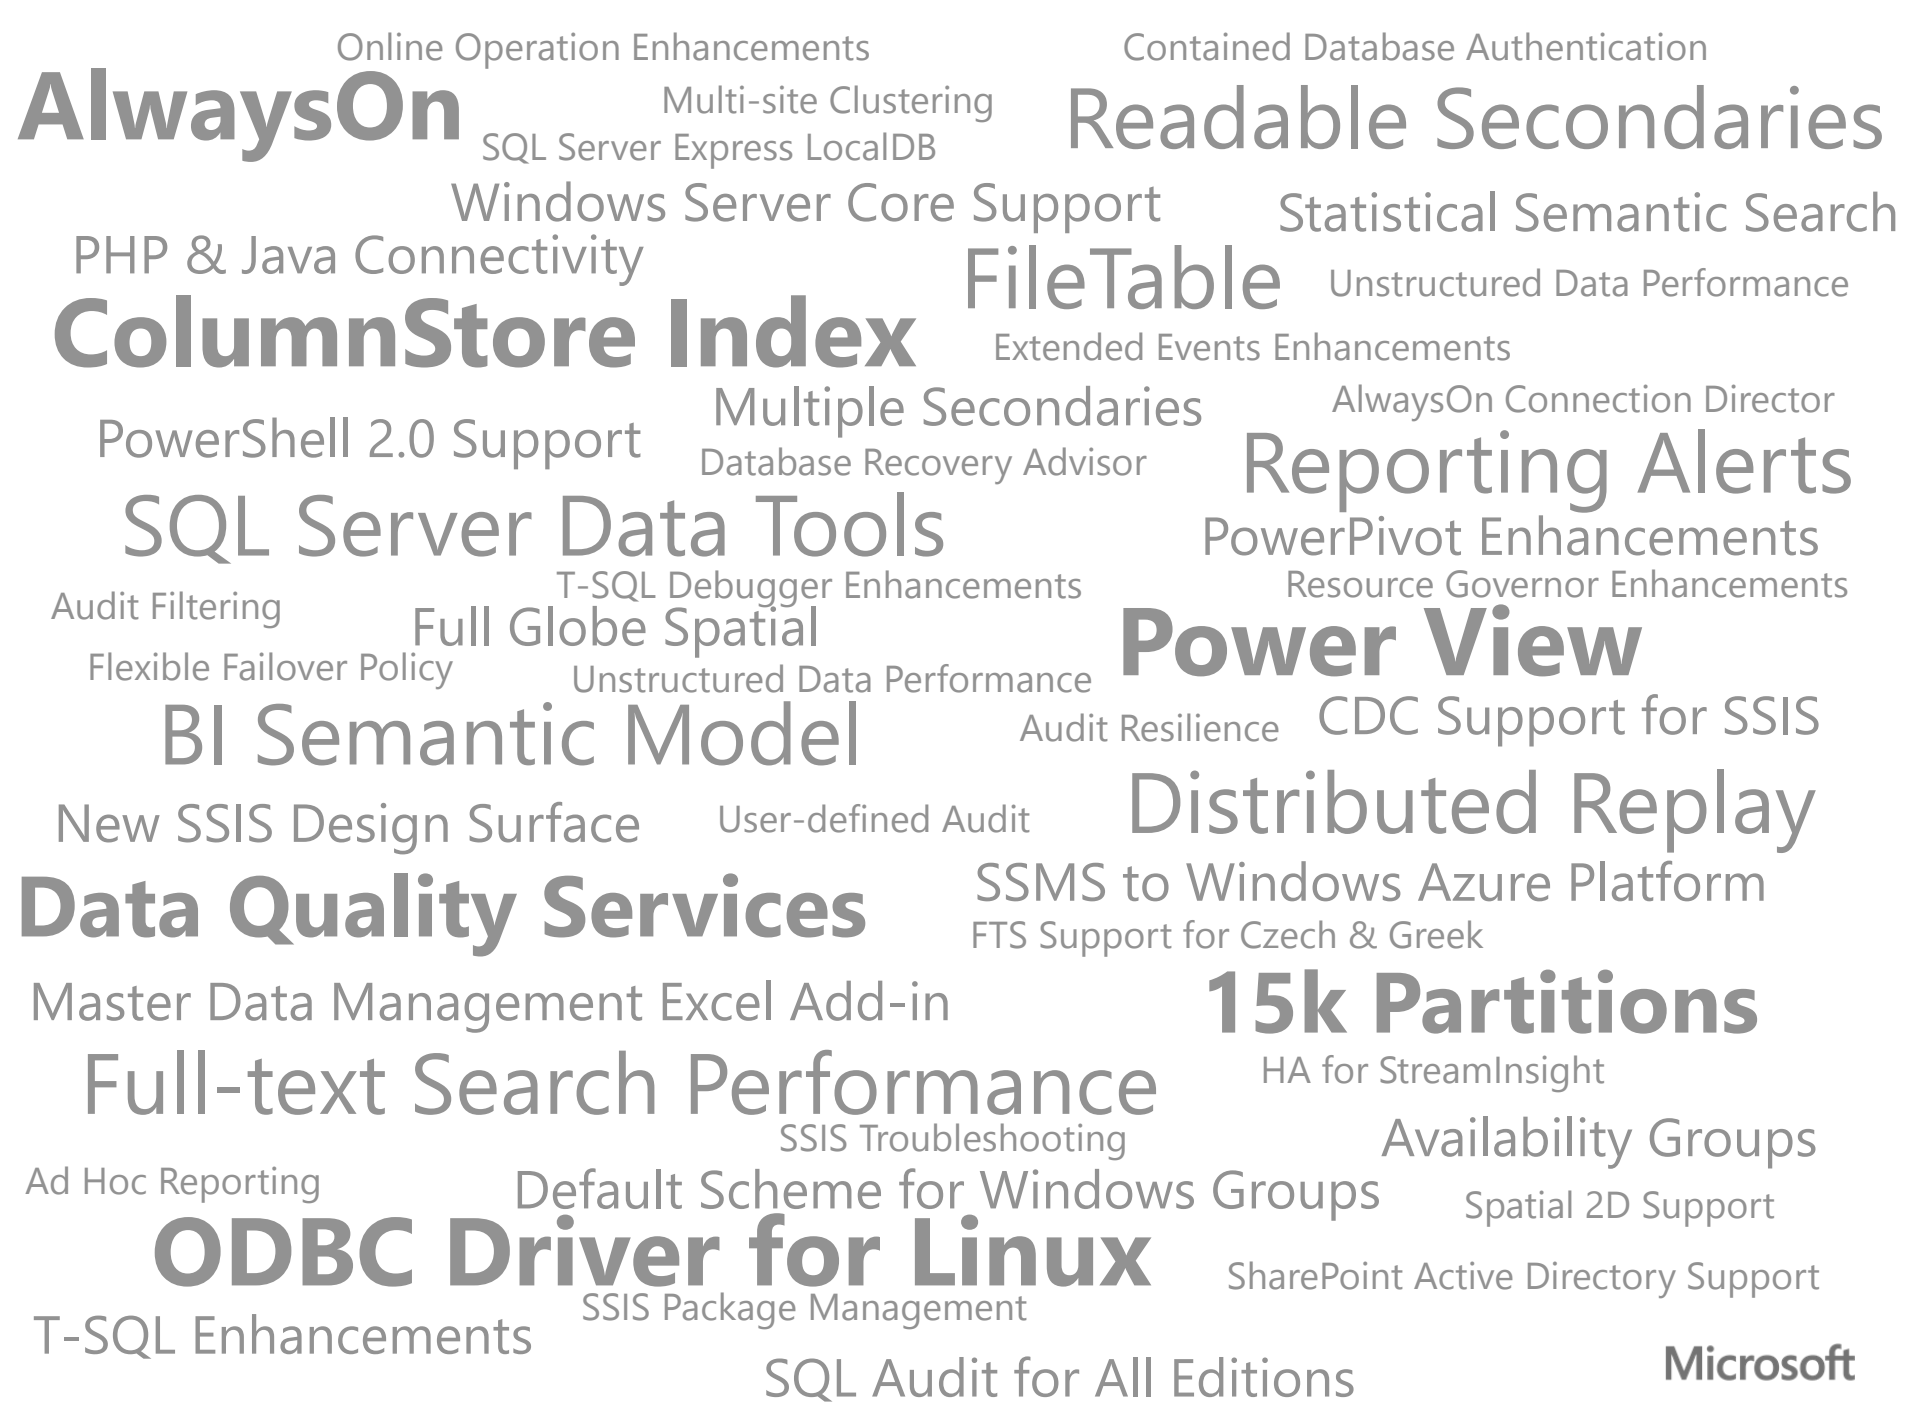 Online Operation Enhancements
Contained Database Authentication
AlwaysOn
Multi-site Clustering
Readable Secondaries
SQL Server Express LocalDB
Windows Server Core Support
Statistical Semantic Search
PHP & Java Connectivity
FileTable
Unstructured Data Performance
ColumnStore Index
Extended Events Enhancements
Multiple Secondaries
AlwaysOn Connection Director
PowerShell 2.0 Support
Database Recovery Advisor
Reporting Alerts
SQL Server Data Tools
PowerPivot Enhancements
T-SQL Debugger Enhancements
Resource Governor Enhancements
Audit Filtering
Full Globe Spatial
Power View
Flexible Failover Policy
Unstructured Data Performance
BI Semantic Model
Audit Resilience
CDC Support for SSIS
New SSIS Design Surface
User-defined Audit
Distributed Replay
Data Quality Services
SSMS to Windows Azure Platform
FTS Support for Czech & Greek
Master Data Management Excel Add-in
15k Partitions
Full-text Search Performance
HA for StreamInsight
SSIS Troubleshooting
Availability Groups
Ad Hoc Reporting
Default Scheme for Windows Groups
Spatial 2D Support
ODBC Driver for Linux
SharePoint Active Directory Support
SSIS Package Management
T-SQL Enhancements
SQL Audit for All Editions
Microsoft